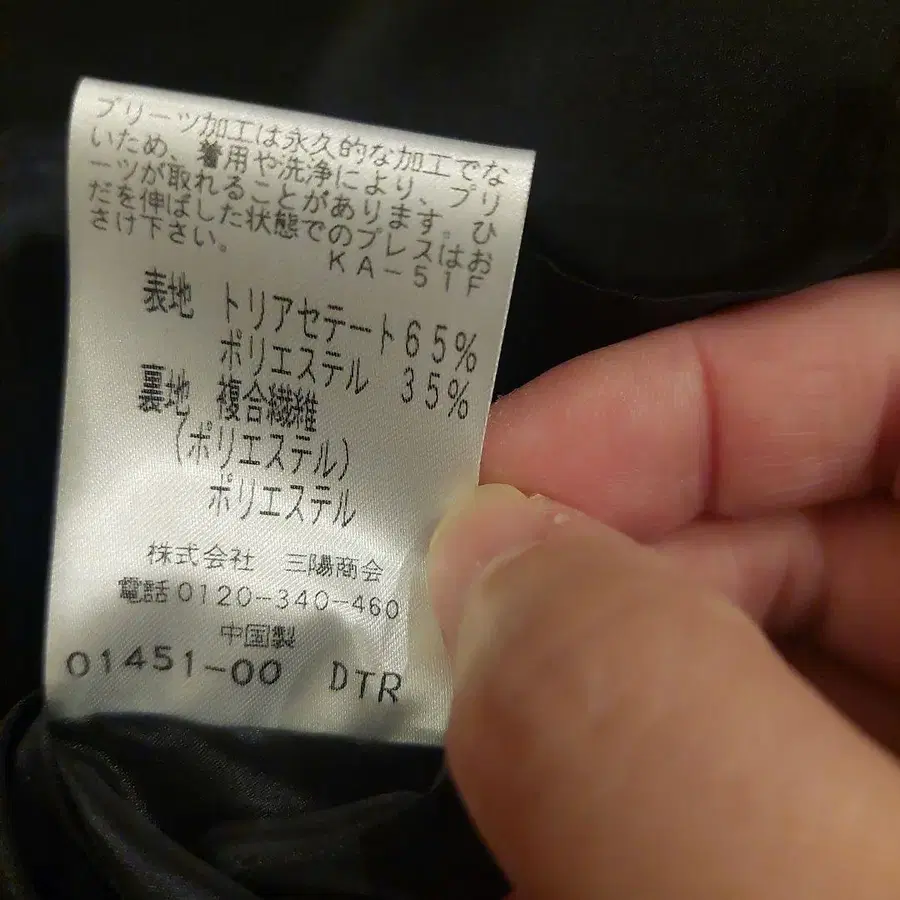 プリーツ加工は永久的な加工でな
いため、着用や洗浄により、プリ
ーツが取れることがあります。ひ
だを伸ばした状態でのプレスはお
さけ下さい。
KA-51F
表地 トリアセテート65%
ポリエステル 35%
裏地 複合繊維
(ポリエステル)
ポリエステル
株式会社 三陽商会
電話0120-340-460
中国製
01451-00 DTR